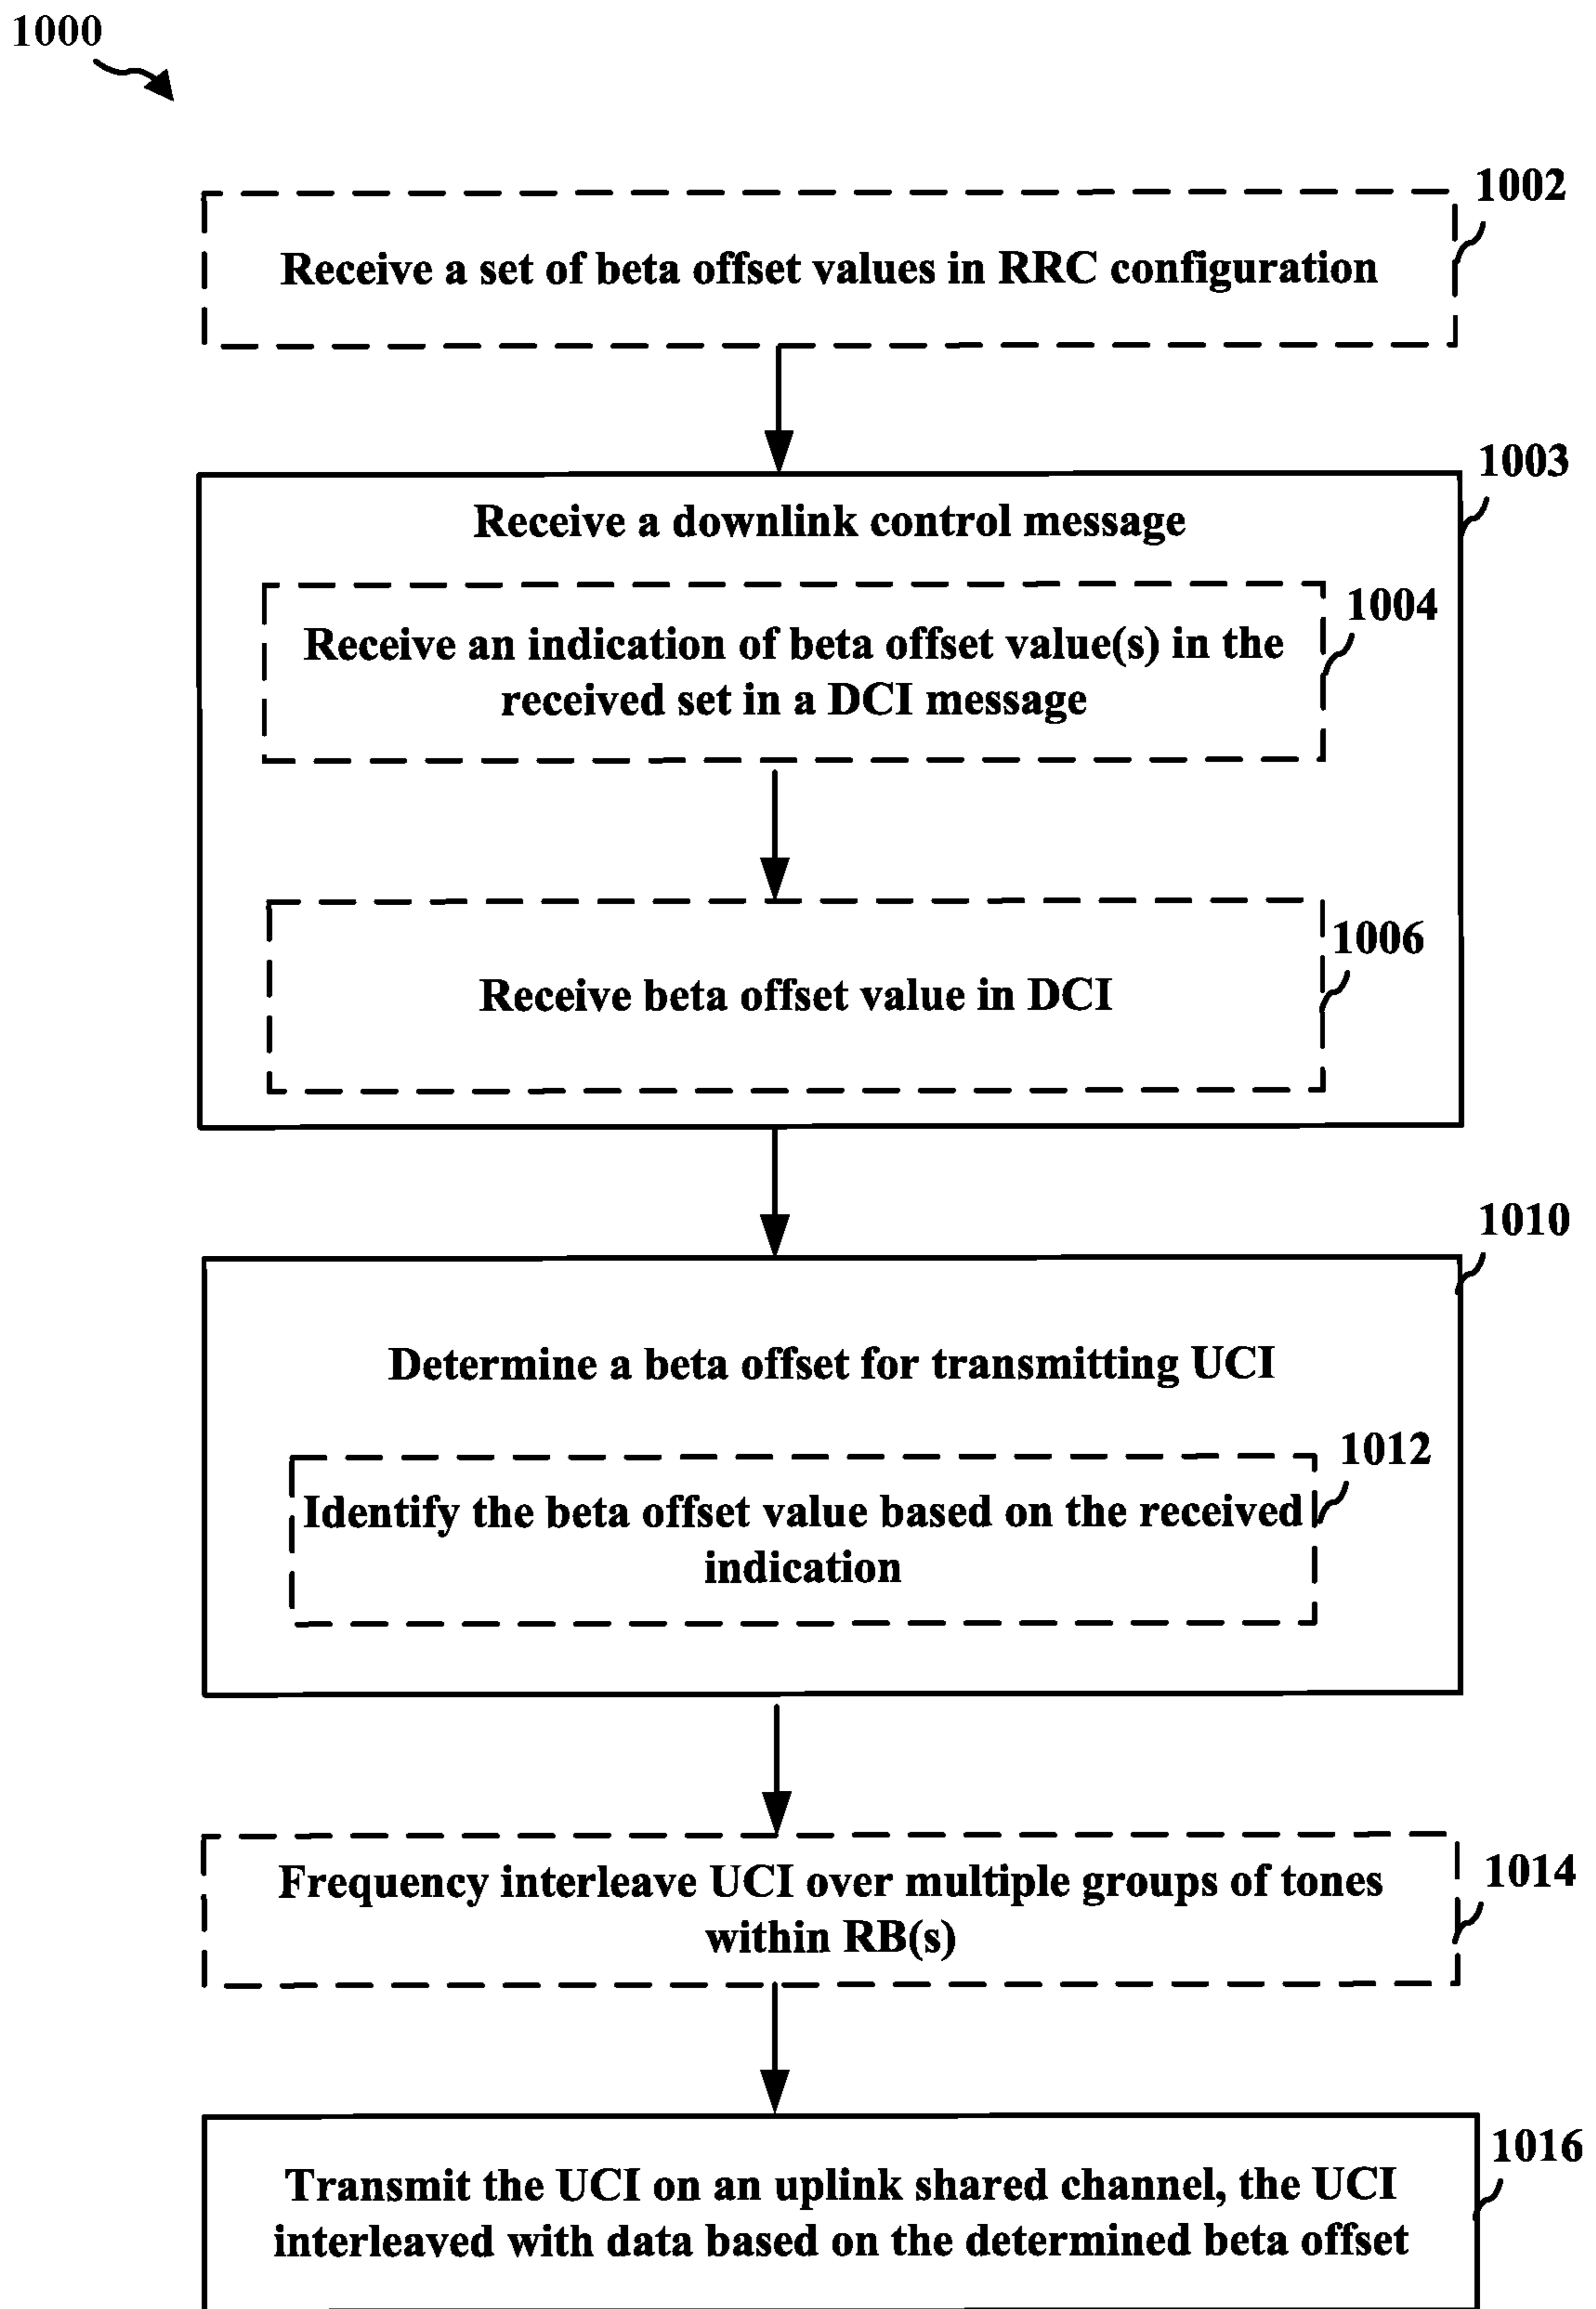 1000
1002
Receive a set of beta offset values in RRC configuration
1003
Receive a downlink control message
1004
Receive an indication of beta offset value(s) in the
received set in a DCI message
1006
Receive beta offset value in DCI
1010
Determine a beta offset for transmitting UCI
1012
Identify the beta offset value based on the received
indication
1014
Frequency interleave UCI over multiple groups of tones
within RB(s)
1016
Transmit the UCI on an uplink shared channel, the UCI
interleaved with data based on the determined beta offset